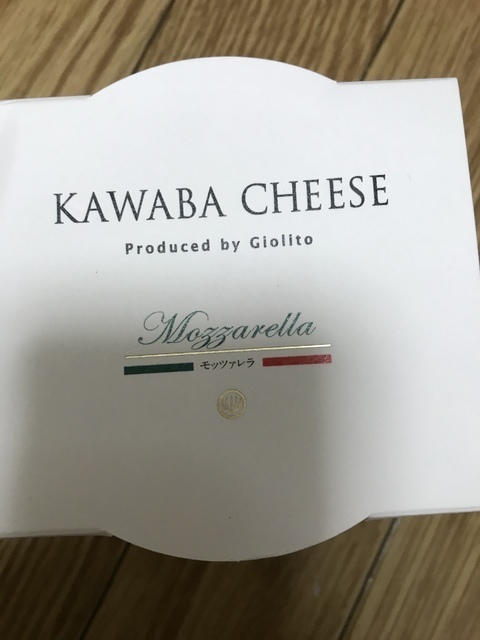 KAWABA CHEESE
Produced by Giolito
Mozzarella
モッツァレラ